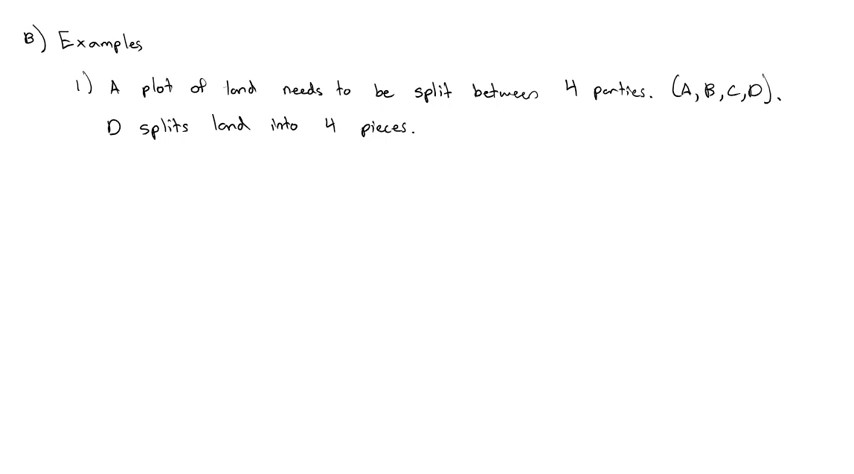 B) Examples
1) A plot of land needs to be split between 4 parties. (A, B, C, D).
D splits land into 4 pieces.